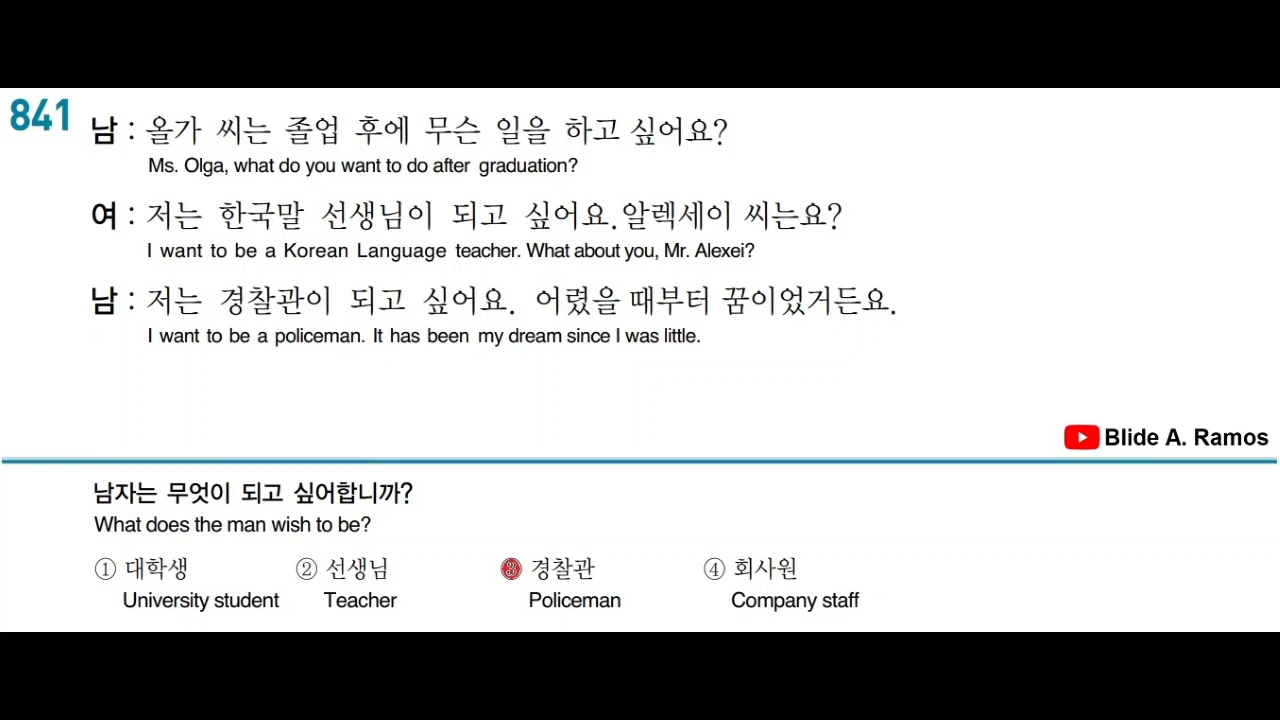 841
남 : 올가 씨는 졸업 후에 무슨 일을 하고 싶어요?
Ms. Olga, what do you want to do after graduation?
여 : 저는 한국말 선생님이 되고 싶어요. 알렉세이 씨는요?
I want to be a Korean Language teacher. What about you, Mr. Alexei?
남 : 저는 경찰관이 되고 싶어요. 어렸을 때부터 꿈이었거든요.
I want to be a policeman. It has been my dream since I was little.
Blide A. Ramos
남자는 무엇이 되고 싶어합니까?
What does the man wish to be?
① 대학생 ② 선생님 ③ 경찰관 ④ 회사원
University student Teacher Policeman Company staff